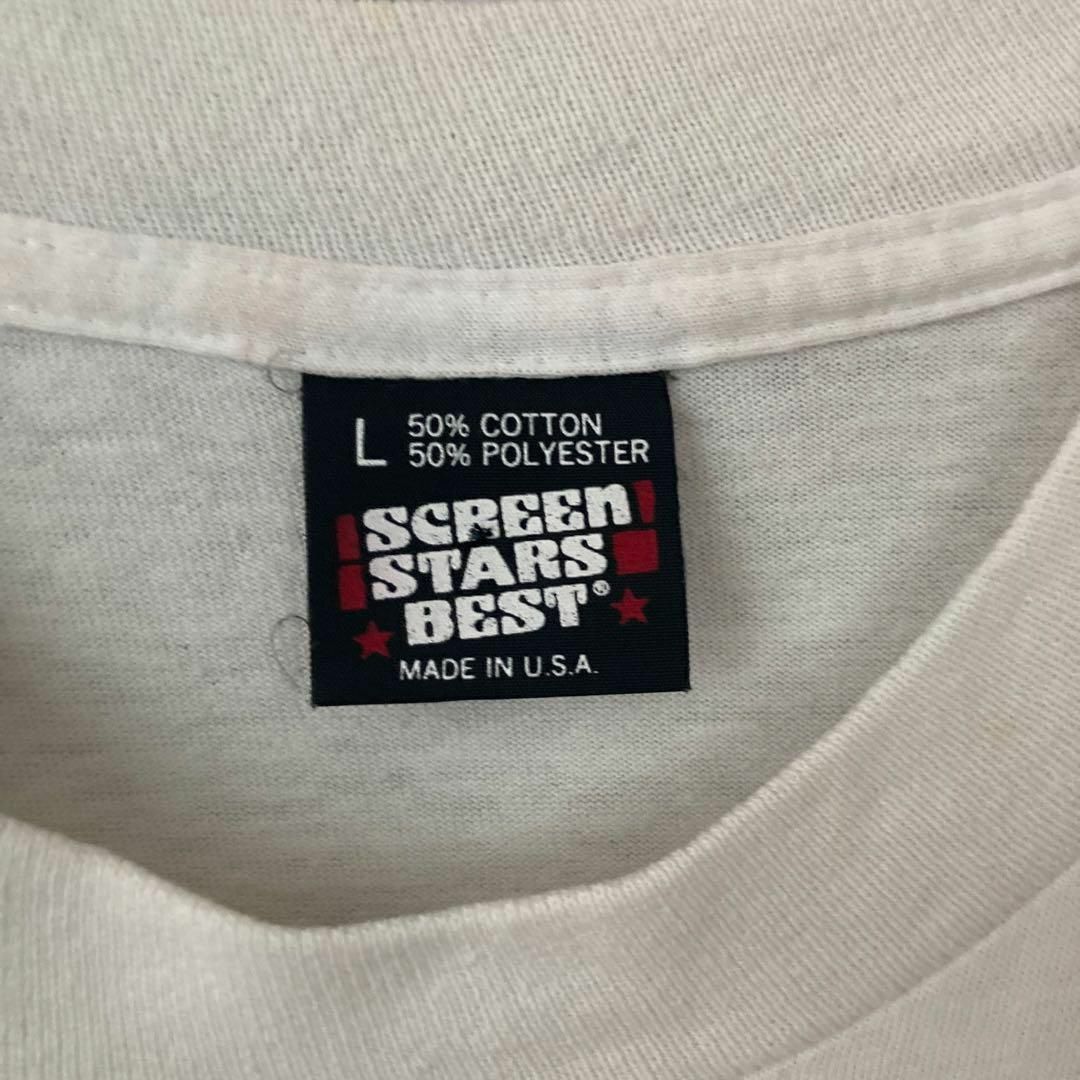 L 50% COTTON
50% POLYESTER
SCREEN
STARS
BEST®
MADE IN U.S.A.